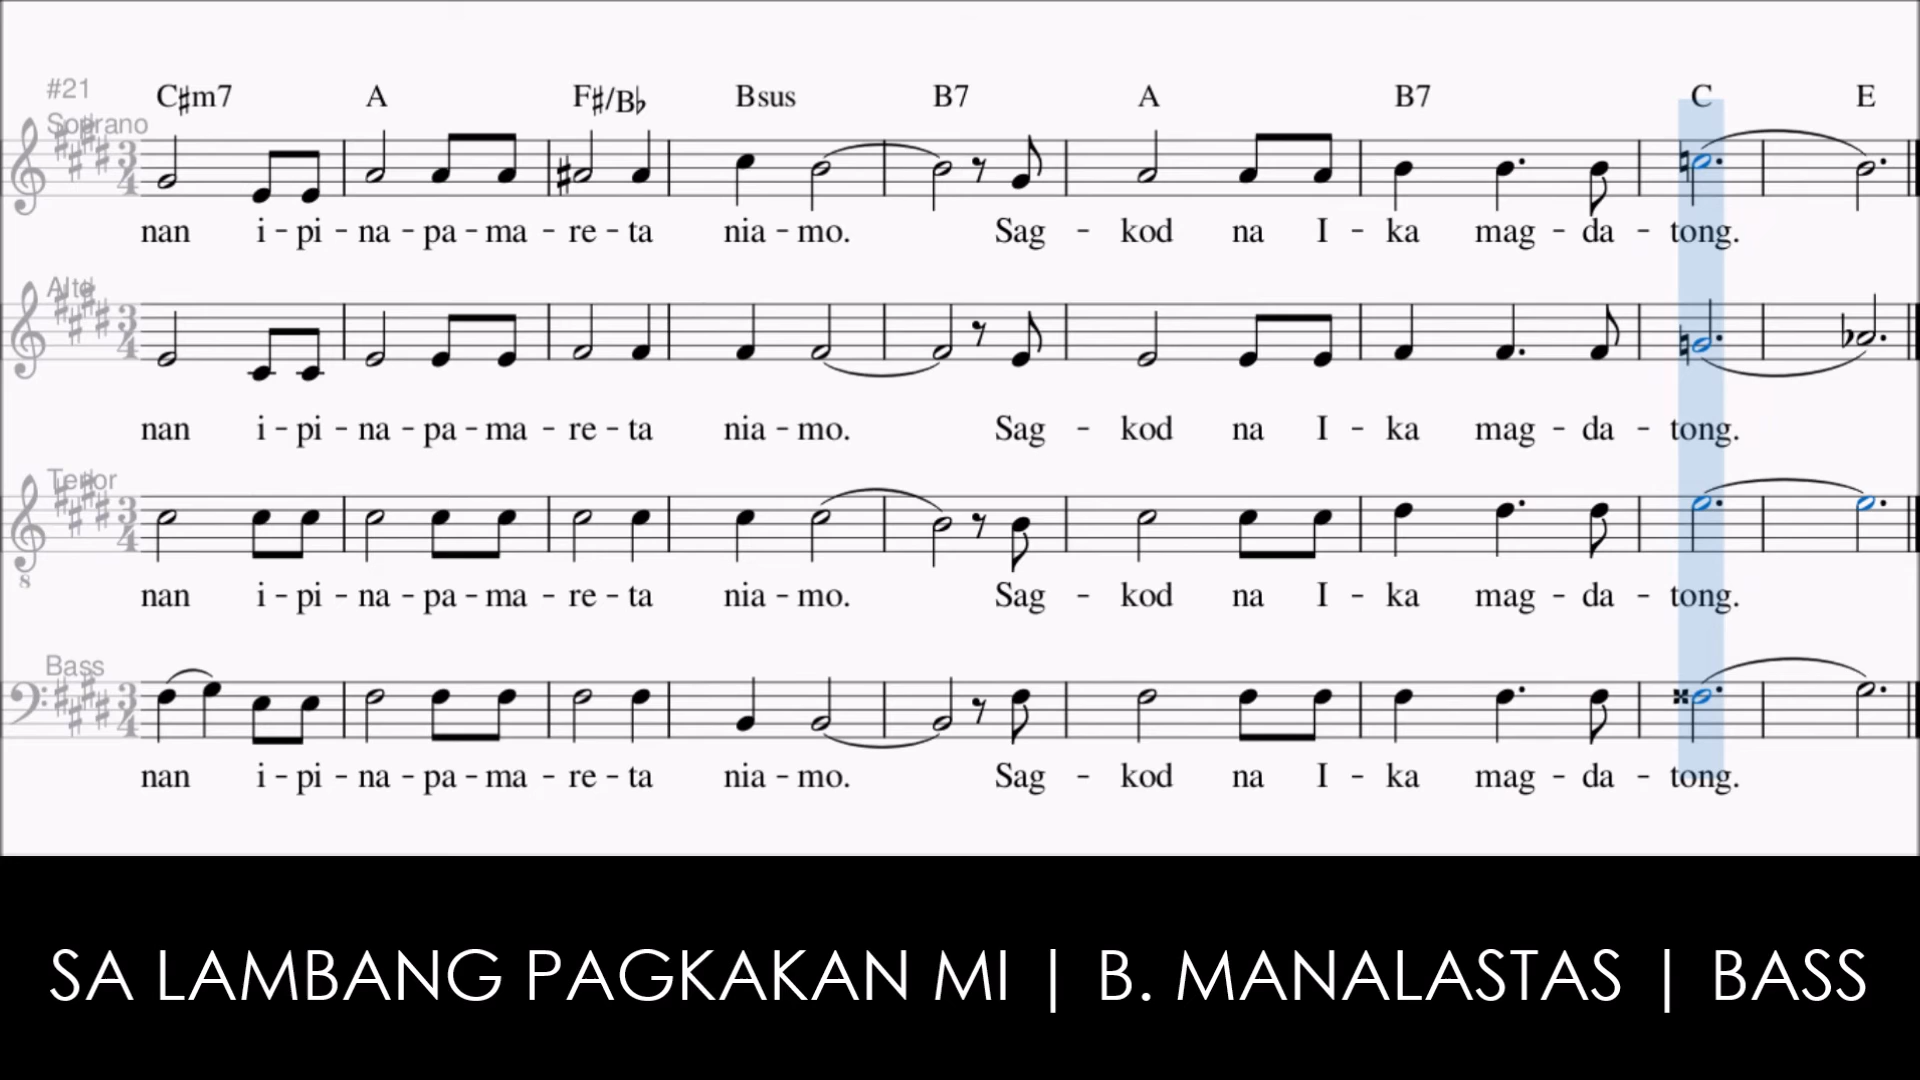 #21 C♯m7 A F♯/B♭ Bsus B7 A B7 C E
Soprano
nan i - pi - na - pa - ma - re - ta nia - mo. Sag - kod na I - ka mag - da - tong.
Alto
nan i - pi - na - pa - ma - re - ta nia - mo. Sag - kod na I - ka mag - da - tong.
Tenor
nan i - pi - na - pa - ma - re - ta nia - mo. Sag - kod na I - ka mag - da - tong.
Bass
nan i - pi - na - pa - ma - re - ta nia - mo. Sag - kod na I - ka mag - da - tong.
SA LAMBANG PAGKAKAN MI | B. MANALASTAS | BASS